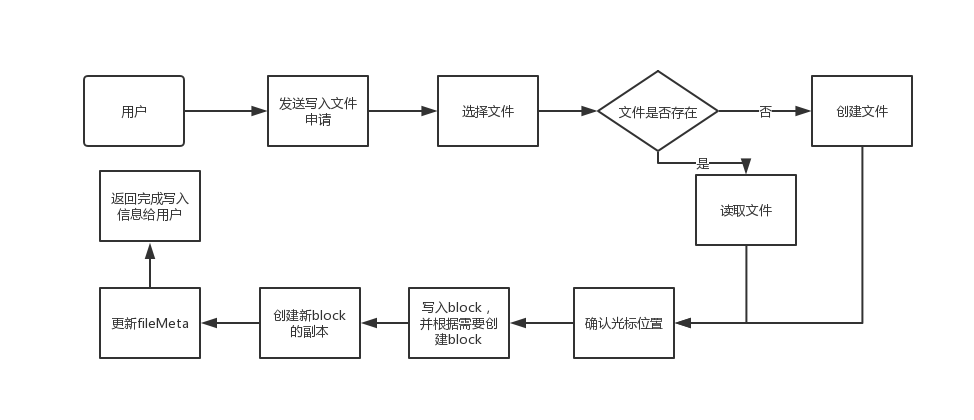 用户
发送写入文件
申请
选择文件
文件是否存在
否
创建文件
是
读取文件
返回完成写入
信息给用户
更新fileMeta
创建新block
的副本
写入block，
并根据需要创
建block
确认光标位置